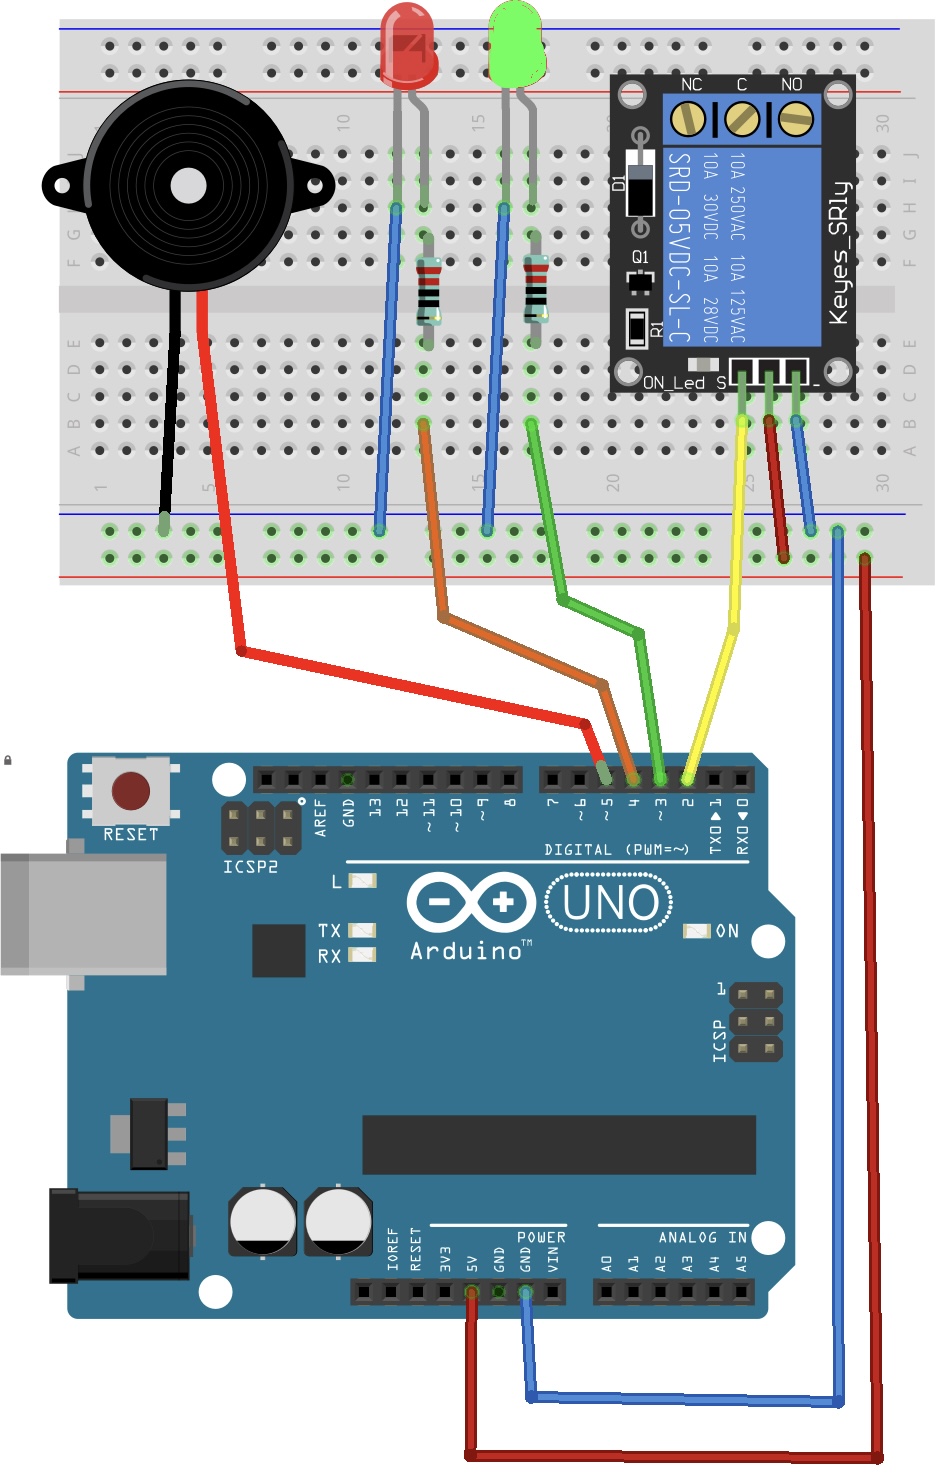 NC C NO
10 15 30
J
I
H
G
F
D1
Q1
R1
SRD-05VDC-SL-C
10A 30VDC 10A 28VDC
10A 250VAC 10A 125VAC
Keyes_SRly
ON_Led S -
E
D
C
B
A
1 5 10 15 20 25 30
RESET
ICSP2
AREF
GND
13
12
~11
~10
~9
8
7
~6
~5
4
~3
2
TX0▶1
RX0◀0
DIGITAL (PWM=~)
L
TX
RX
Arduino™
UNO
ON
1
ICSP
POWER
ANALOG IN
IOREF
RESET
3V3
5V
GND
GND
VIN
A0
A1
A2
A3
A4
A5